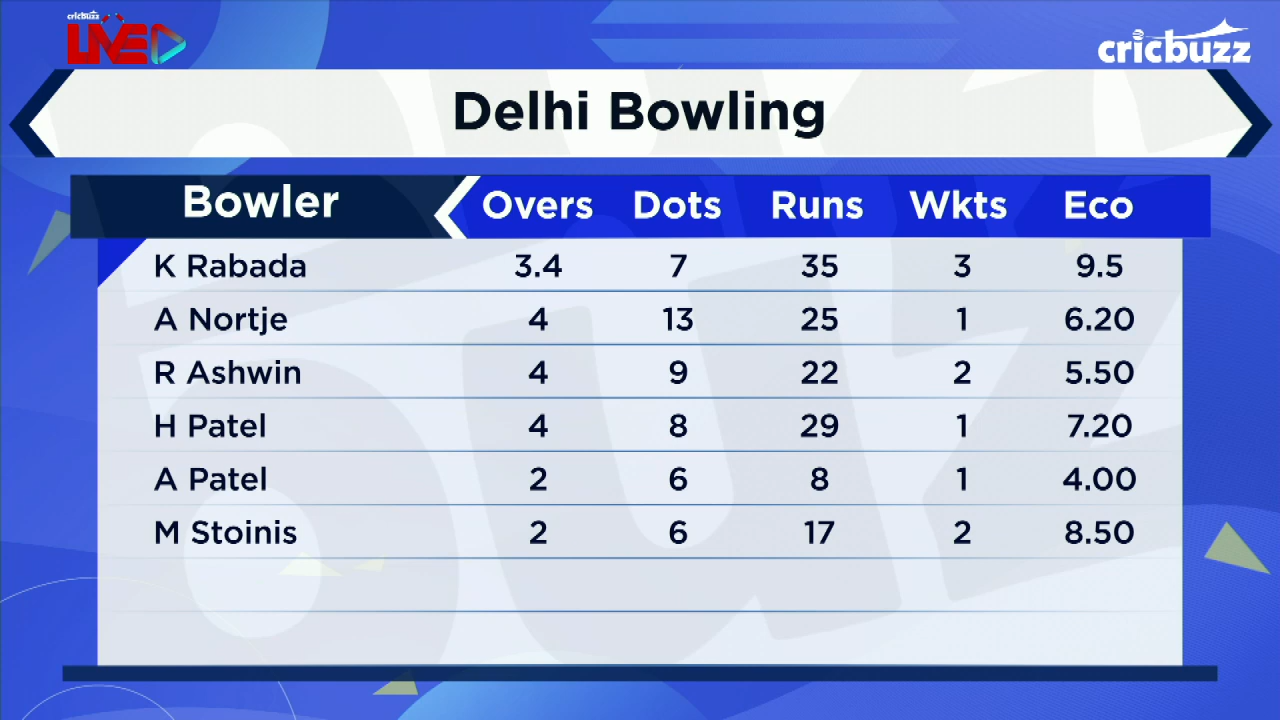 cricbuzz
LIVE
cricbuzz
Delhi Bowling
Bowler Overs Dots Runs Wkts Eco
K Rabada 3.4 7 35 3 9.5
A Nortje 4 13 25 1 6.20
R Ashwin 4 9 22 2 5.50
H Patel 4 8 29 1 7.20
A Patel 2 6 8 1 4.00
M Stoinis 2 6 17 2 8.50